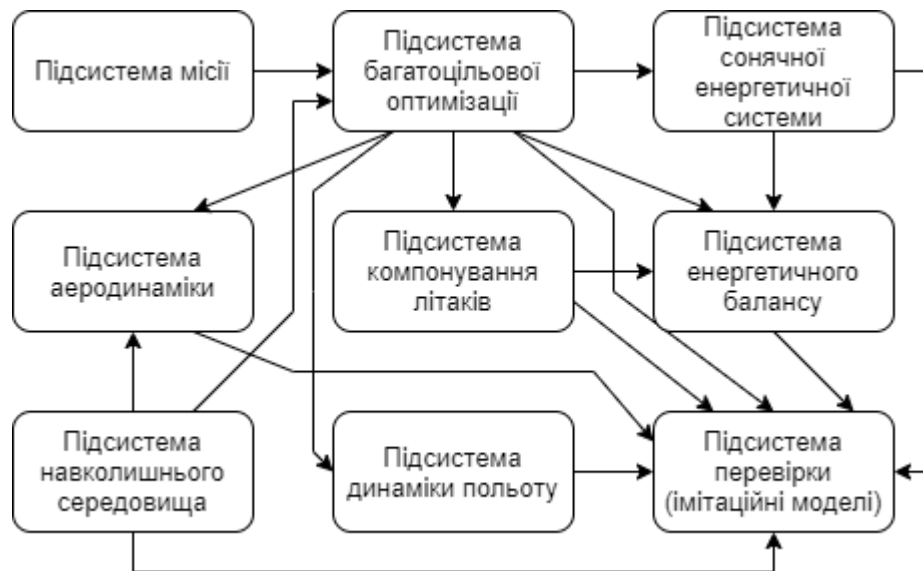 Підсистема місії
Підсистема
багатоцільової
оптимізації
Підсистема
сонячної
енергетичної
системи
Підсистема
аеродинаміки
Підсистема
компонування
літаків
Підсистема
енергетичного
балансу
Підсистема
навколишнього
середовища
Підсистема
динаміки польоту
Підсистема
перевірки
(імітаційні моделі)